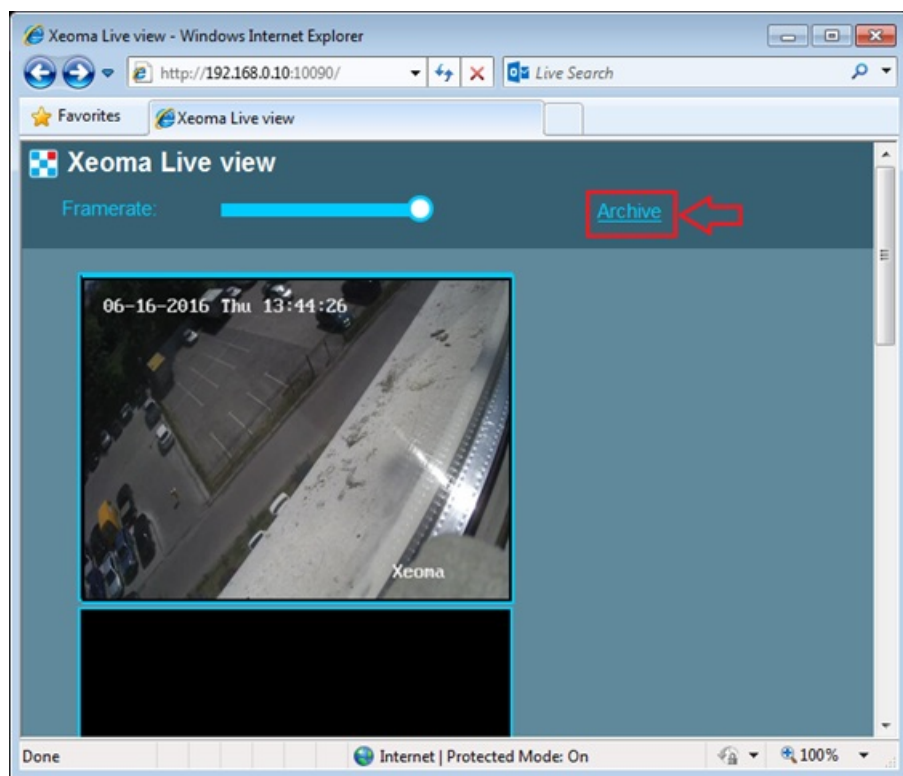 Xeoma Live view - Windows Internet Explorer
http://192.168.0.10:10090/
Live Search
Favorites
Xeoma Live view
Xeoma Live view
Framerate:
Archive
06-16-2016 Thu 13:44:26
Xeoma
Done
Internet | Protected Mode: On
100%